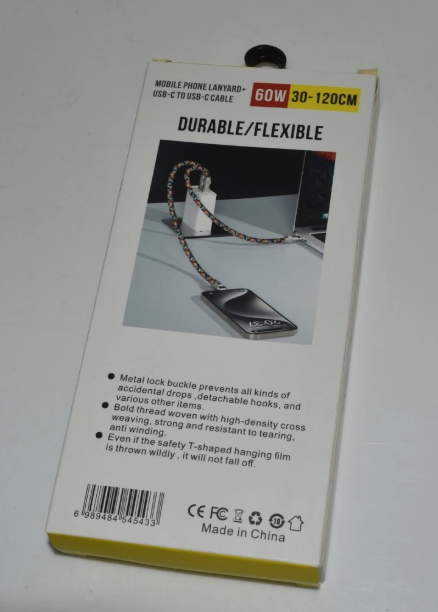 MOBILE PHONE LANYARD+
USB-C TO USB-C CABLE
60W 30-120CM
DURABLE/FLEXIBLE
02:37
Metal lock buckle prevents all kinds of
accidental drops ,detachable hooks, and
various other items.
Bold thread woven with high-density cross
weaving, strong and resistant to tearing,
anti winding.
Even if the safety T-shaped hanging film
is thrown wildiy , it will not fall off.
6 989484 545433
CE FC
Made in China